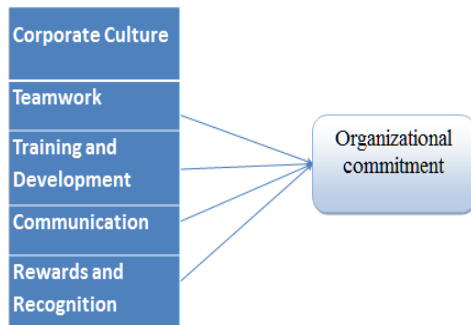 Corporate Culture
Teamwork
Training and
Development
Communication
Rewards and
Recognition
Organizational
commitment